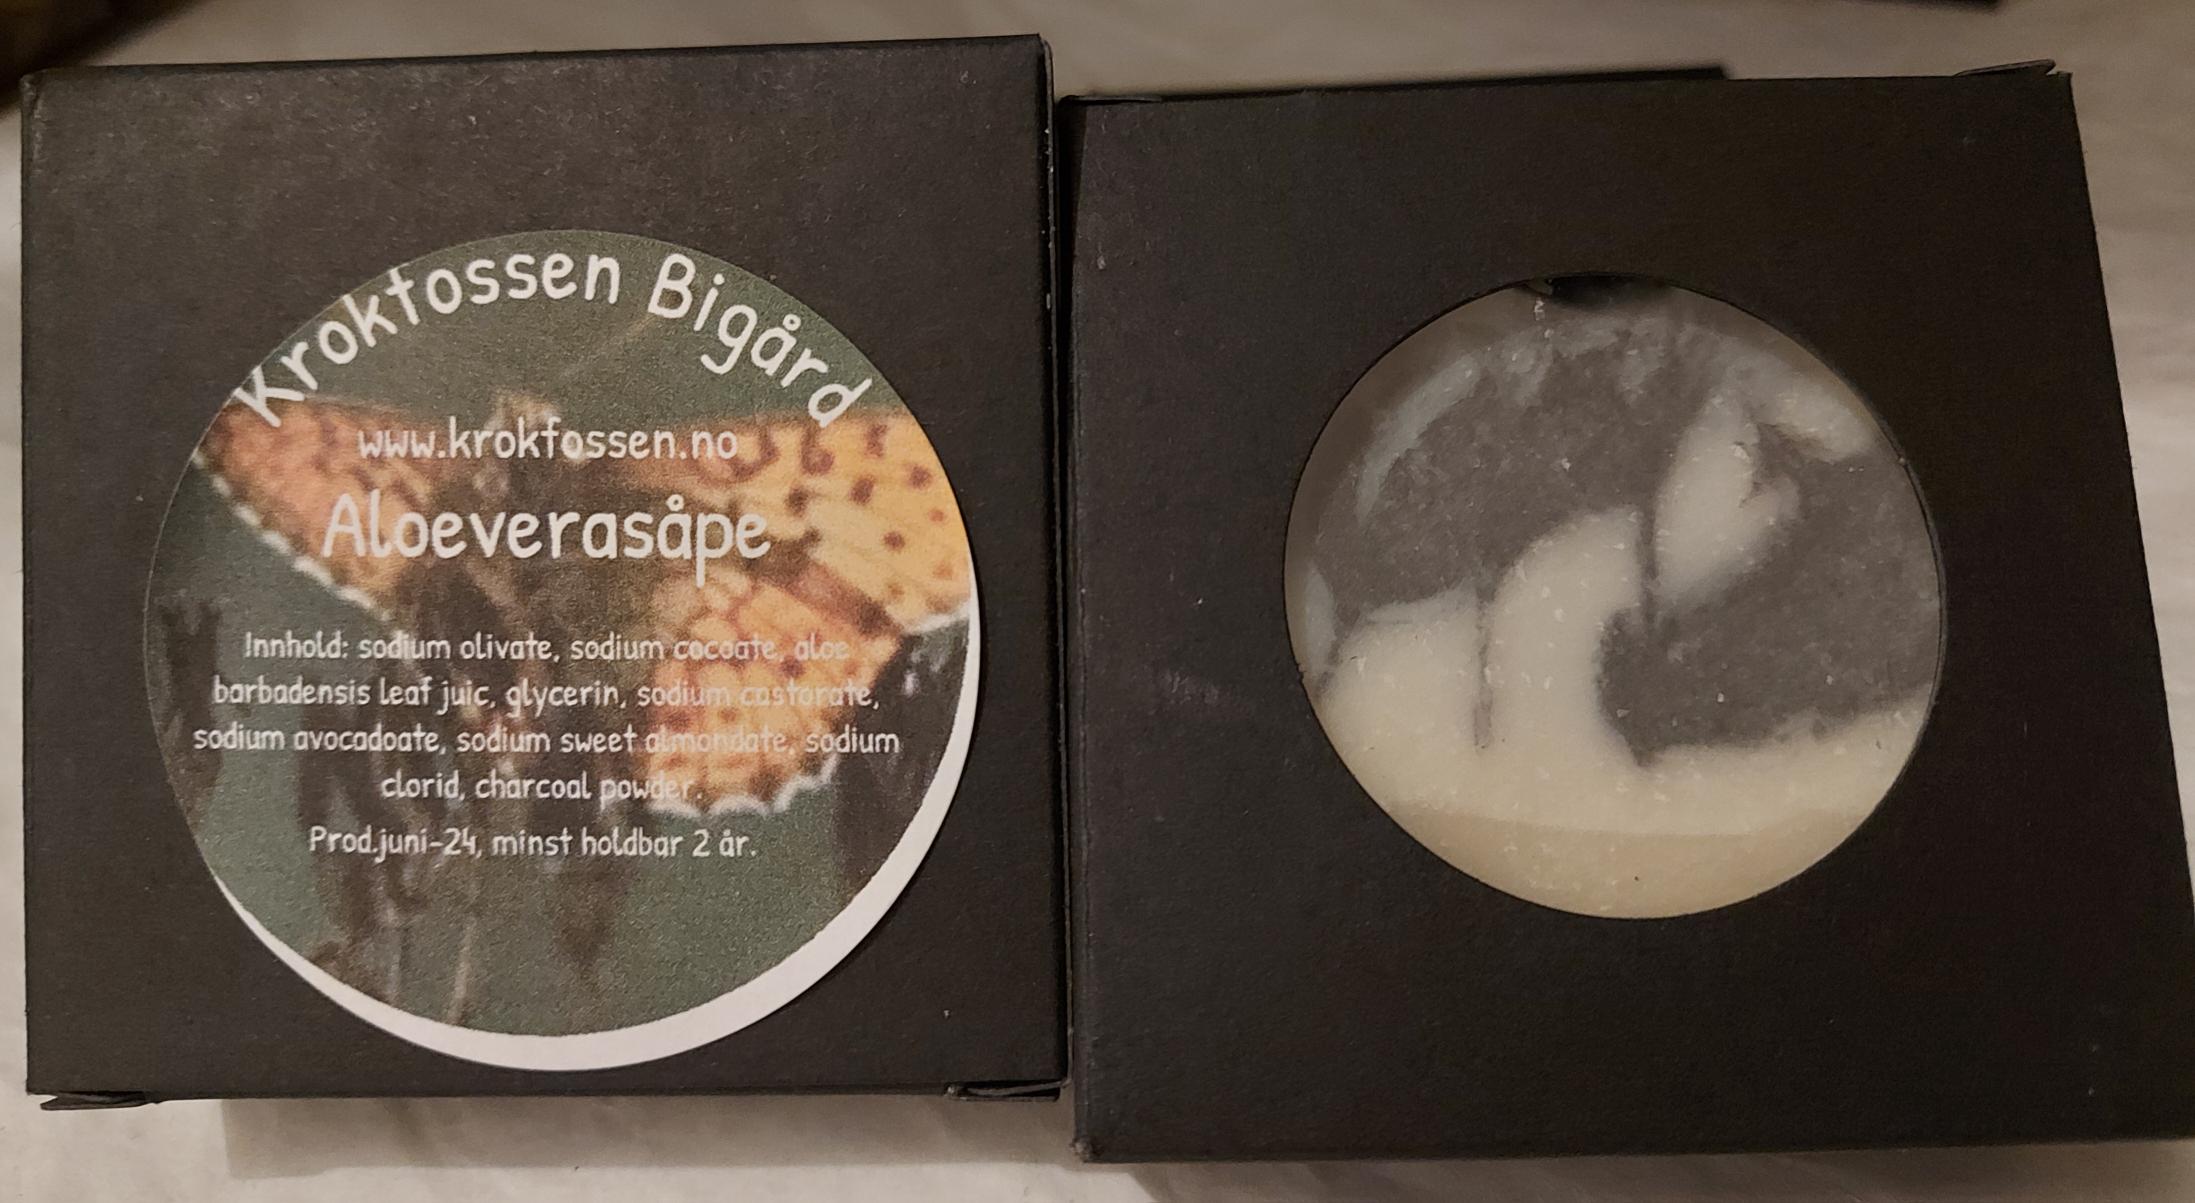 Krokfossen Bigård
www.krokfossen.no
Aloeverasåpe
Innhold: sodium olivate, sodium cocoate, aloe
barbadensis leaf juic, glycerin, sodium castorate,
sodium avocadoate, sodium sweet almondate, sodium
clorid, charcoal powder.
Prod.juni-24, minst holdbar 2 år.